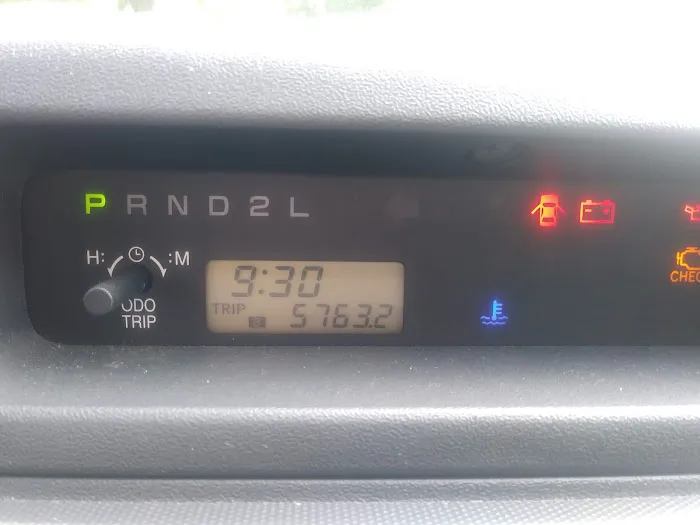 P R N D 2 L
H: :M
ODO
TRIP
9:30
TRIP B 5763.2
CHEC